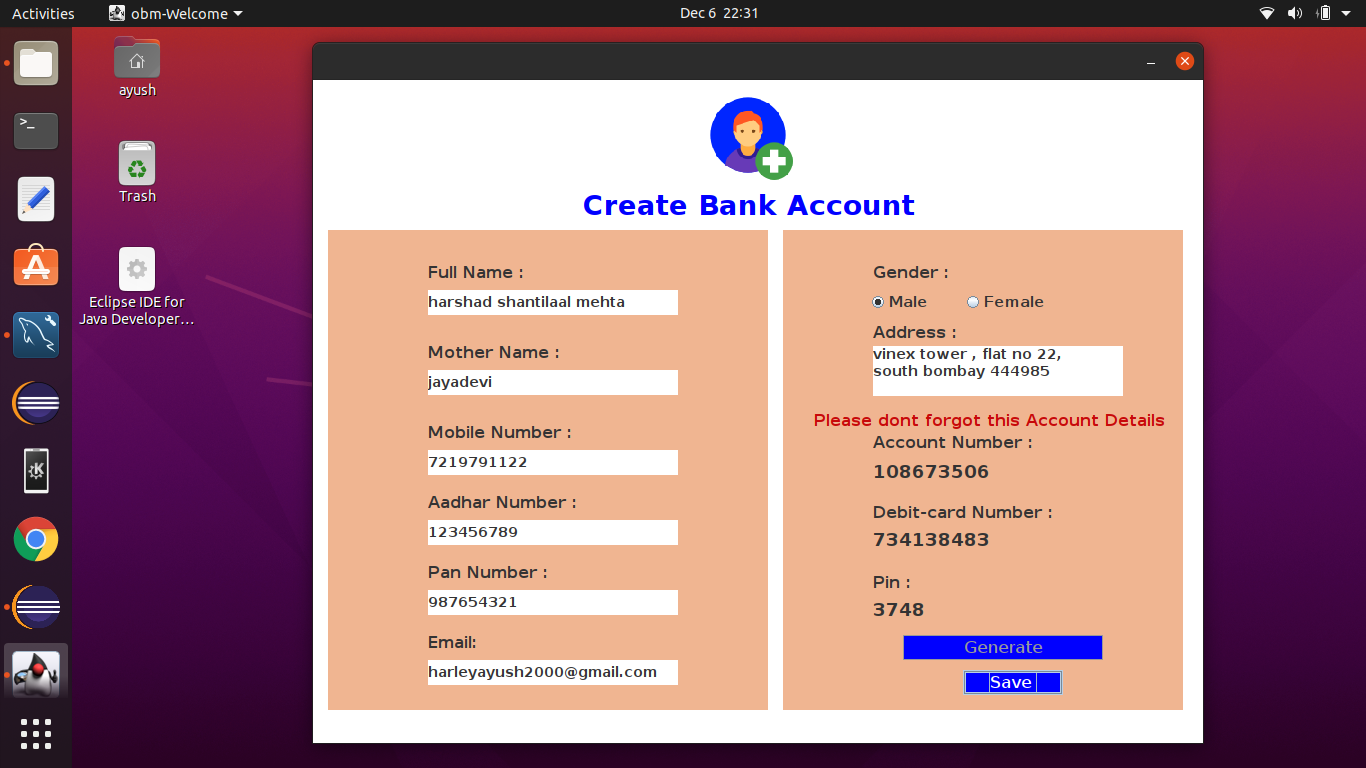 Activities
obm-Welcome
Dec 6 22:31
ayush
Trash
Eclipse IDE for
Java Developer…
>_
Create Bank Account
Full Name :
harshad shantilaal mehta
Mother Name :
jayadevi
Mobile Number :
7219791122
Aadhar Number :
123456789
Pan Number :
987654321
Email:
harleyayush2000@gmail.com
Gender :
Male
Female
Address :
vinex tower , flat no 22,
south bombay 444985
Please dont forgot this Account Details
Account Number :
108673506
Debit-card Number :
734138483
Pin :
3748
Generate
Save